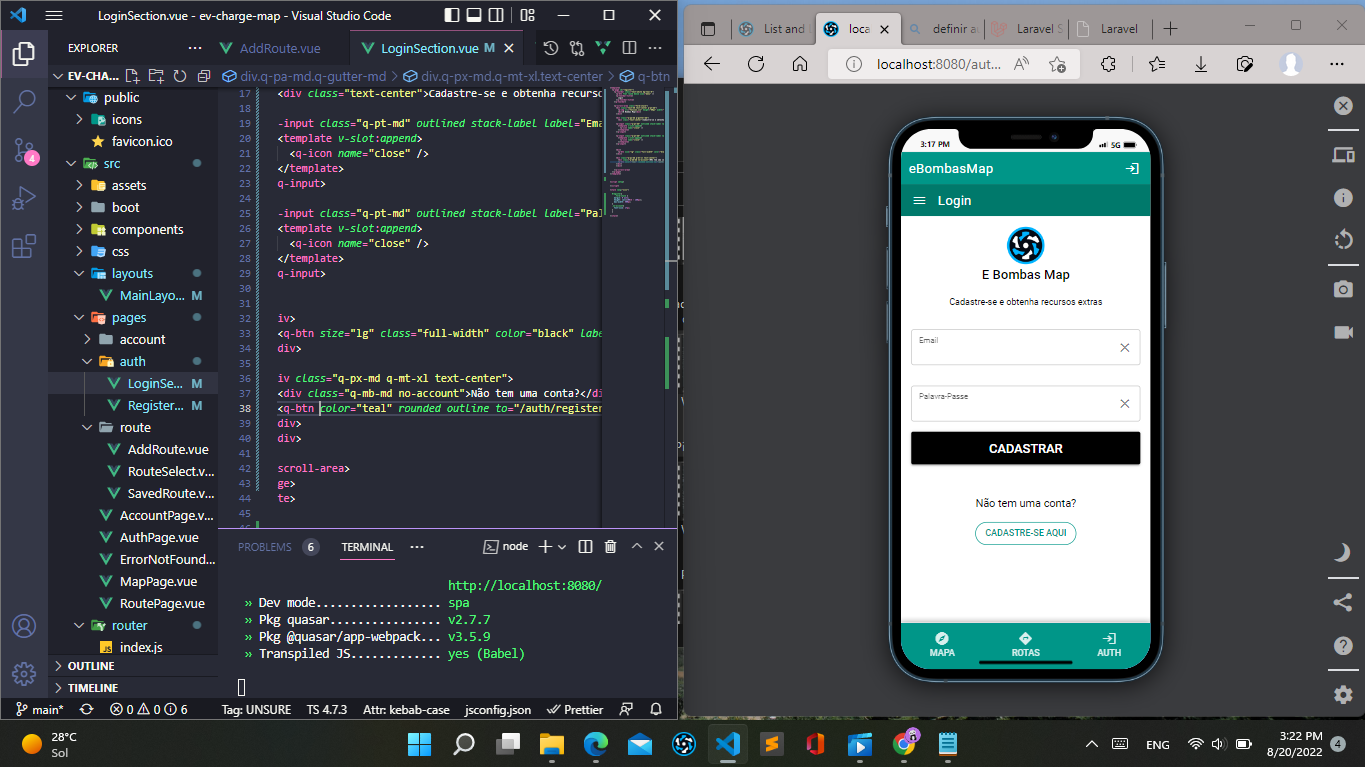 LoginSection.vue - ev-charge-map - Visual Studio Code
EXPLORER
AddRoute.vue
LoginSection.vue M
EV-CHA...
div.q-pa-md.q-gutter-md
div.q-px-md.q-mt-xl.text-center
q-btn
public
icons
favicon.ico
src
assets
boot
components
css
layouts
MainLayo... M
pages
account
auth
LoginSe... M
Register... M
route
AddRoute.vue
RouteSelect.v...
SavedRoute.v...
AccountPage.v...
AuthPage.vue
ErrorNotFound...
MapPage.vue
RoutePage.vue
router
index.js
OUTLINE
TIMELINE
4
17 <div class="text-center">Cadastre-se e obtenha recurso
18
19 -input class="q-pt-md" outlined stack-label label="Ema
20 <template v-slot:append>
21 <q-icon name="close" />
22 </template>
23 q-input>
24
25 -input class="q-pt-md" outlined stack-label label="Pal
26 <template v-slot:append>
27 <q-icon name="close" />
28 </template>
29 q-input>
30
31
32 iv>
33 <q-btn size="lg" class="full-width" color="black" labe
34 div>
35
36 iv class="q-px-md q-mt-xl text-center">
37 <div class="q-mb-md no-account">Não tem uma conta?</di
38 <q-btn color="teal" rounded outline to="/auth/register
39 div>
40 div>
41
42 scroll-area>
43 ge>
44 te>
45
PROBLEMS 6
TERMINAL
node
http://localhost:8080/
» Dev mode.................. spa
» Pkg quasar................ v2.7.7
» Pkg @quasar/app-webpack... v3.5.9
» Transpiled JS............. yes (Babel)
main*
0 0 6
Tag: UNSURE
TS 4.7.3
Attr: kebab-case
jsconfig.json
Prettier
List and
loca
definir a
Laravel S
Laravel
localhost:8080/aut...
3:17 PM
5G
eBombasMap
Login
E Bombas Map
Cadastre-se e obtenha recursos extras
Email
Palavra-Passe
CADASTRAR
Não tem uma conta?
CADASTRE-SE AQUI
MAPA
ROTAS
AUTH
28°C
Sol
ENG
3:22 PM
8/20/2022
4